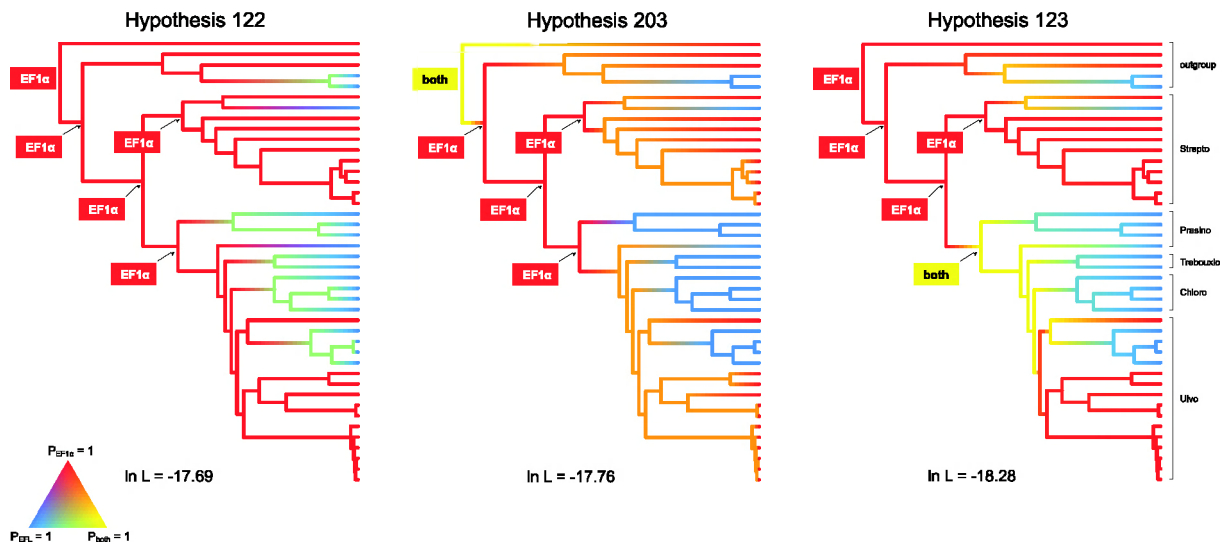 Hypothesis 122
Hypothesis 203
Hypothesis 123
EF1α
EF1α
EF1α
EF1α
EF1α
both
EF1α
EF1α
EF1α
EF1α
EF1α
EF1α
EF1α
EF1α
both
outgroup
Strepto
Prasino
Trebouxio
Chloro
Ulvo
ln L = -17.69
ln L = -17.76
ln L = -18.28
PEF1α = 1
PEFL = 1
Pboth = 1